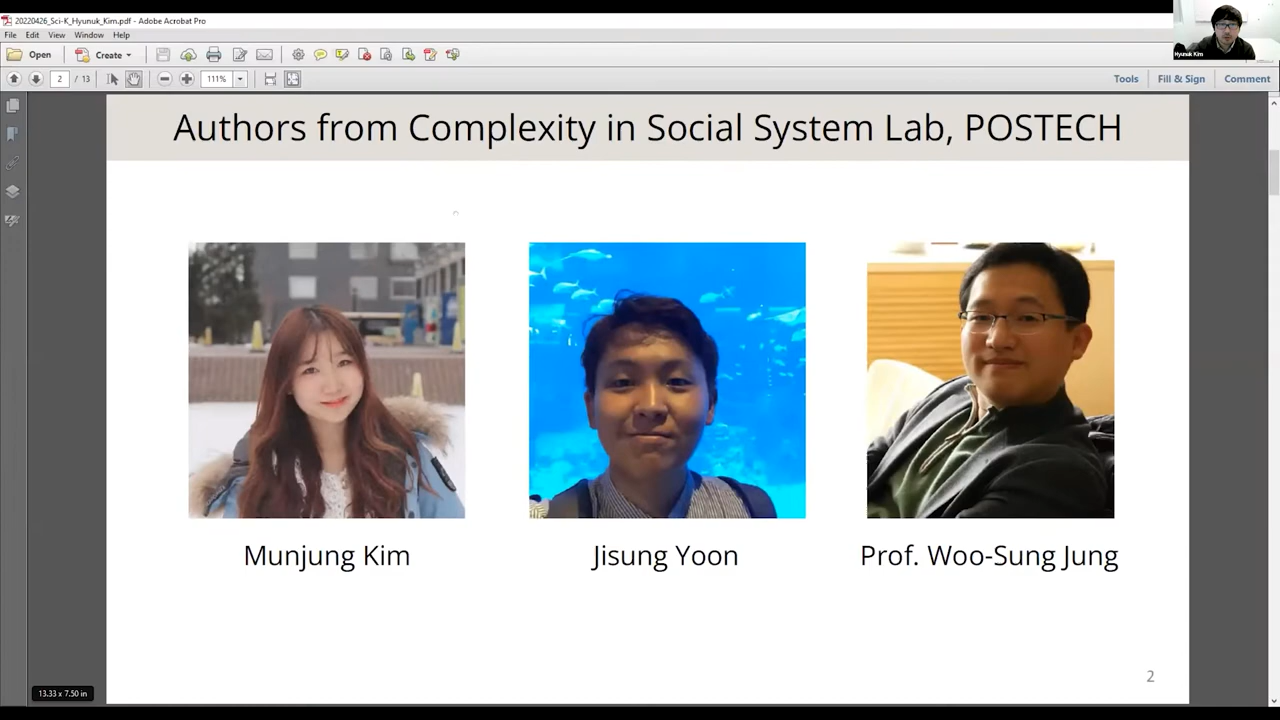 20220426_Sci-K_Hyunuk_Kim.pdf - Adobe Acrobat Pro
File Edit View Window Help
Open Create
2 / 13 111% Tools Fill & Sign Comment
Hyunuk Kim
Authors from Complexity in Social System Lab, POSTECH
Munjung Kim Jisung Yoon Prof. Woo-Sung Jung
2
13.33 x 7.50 in